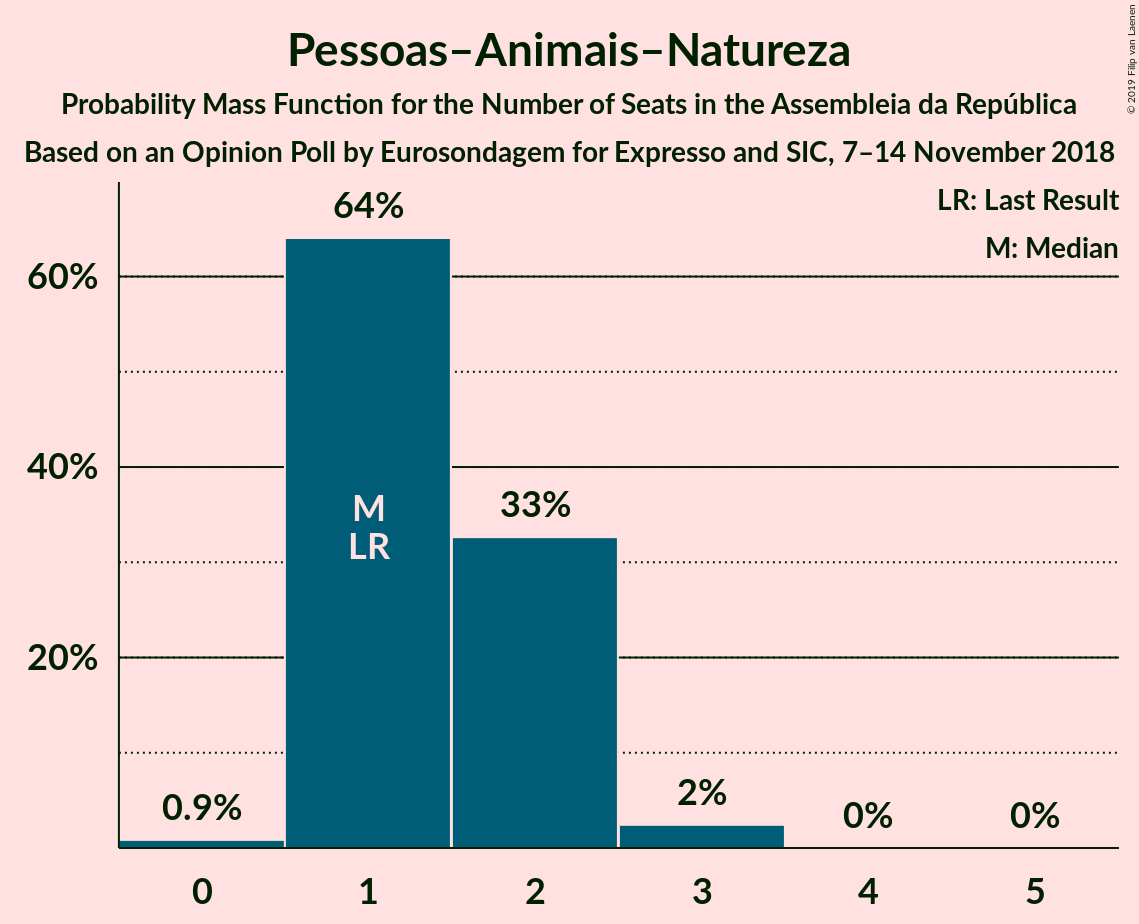 Pessoas–Animais–Natureza
Probability Mass Function for the Number of Seats in the Assembleia da República
Based on an Opinion Poll by Eurosondagem for Expresso and SIC, 7–14 November 2018
© 2019 Filip van Laenen
LR: Last Result
M: Median
64%
60%
40%
33%
M
LR
20%
0.9%
2%
0%
0%
0
1
2
3
4
5